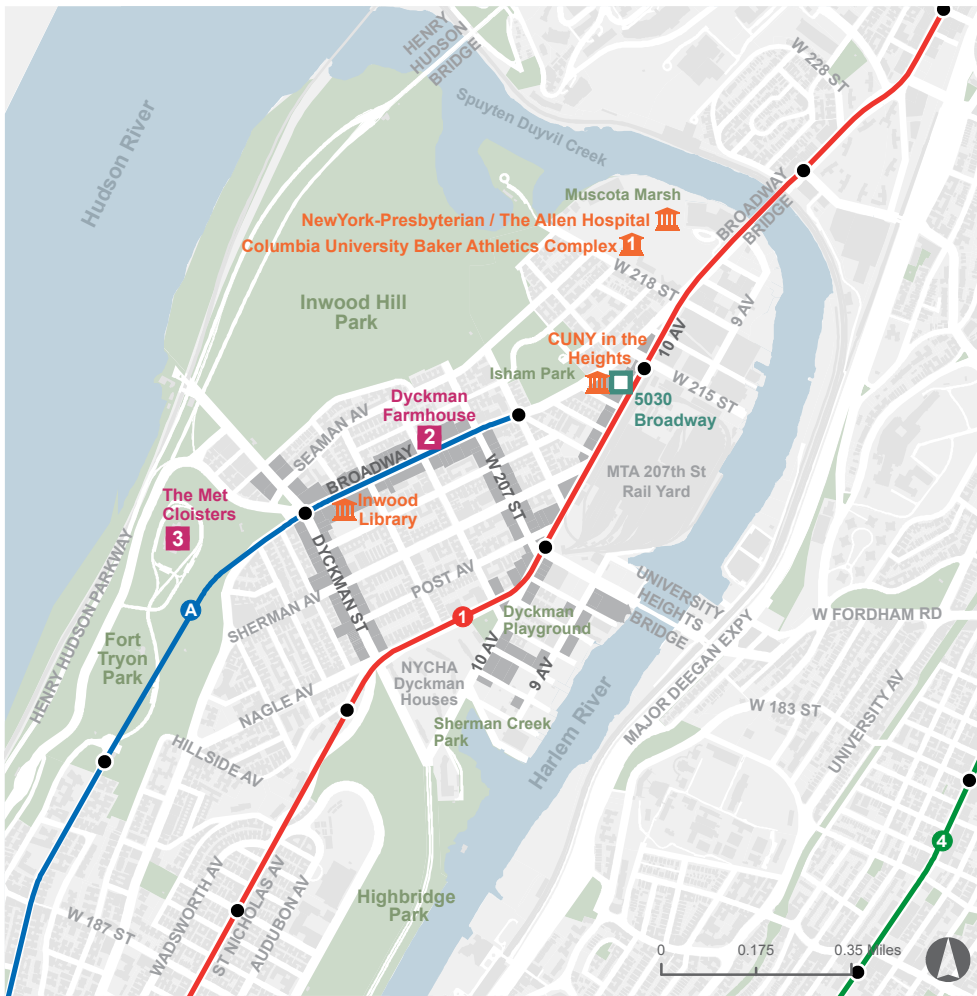 HENRY
HUDSON
BRIDGE
W 228 ST
Hudson River
Spuyten Duyvil Creek
Muscota Marsh
BROADWAY
BRIDGE
NewYork-Presbyterian / The Allen Hospital
Columbia University Baker Athletics Complex
1
W 218 ST
9 AV
Inwood Hill
Park
10 AV
CUNY in the
Heights
Isham Park
W 215 ST
5030
Broadway
Dyckman
Farmhouse
2
SEAMAN AV
BROADWAY
W 207 ST
MTA 207th St
Rail Yard
The Met
Cloisters
3
Inwood
Library
DYCKMAN ST
HENRY HUDSON PARKWAY
A
SHERMAN AV
POST AV
1
Dyckman
Playground
UNIVERSITY
HEIGHTS
BRIDGE
W FORDHAM RD
Fort
Tryon
Park
NAGLE AV
NYCHA
Dyckman
Houses
10 AV
9 AV
MAJOR DEEGAN EXPY
UNIVERSITY AV
W 183 ST
HILLSIDE AV
Sherman Creek
Park
Harlem River
4
WADSWORTH AV
ST NICHOLAS AV
AUDUBON AV
W 187 ST
Highbridge
Park
0 0.175 0.35 Miles